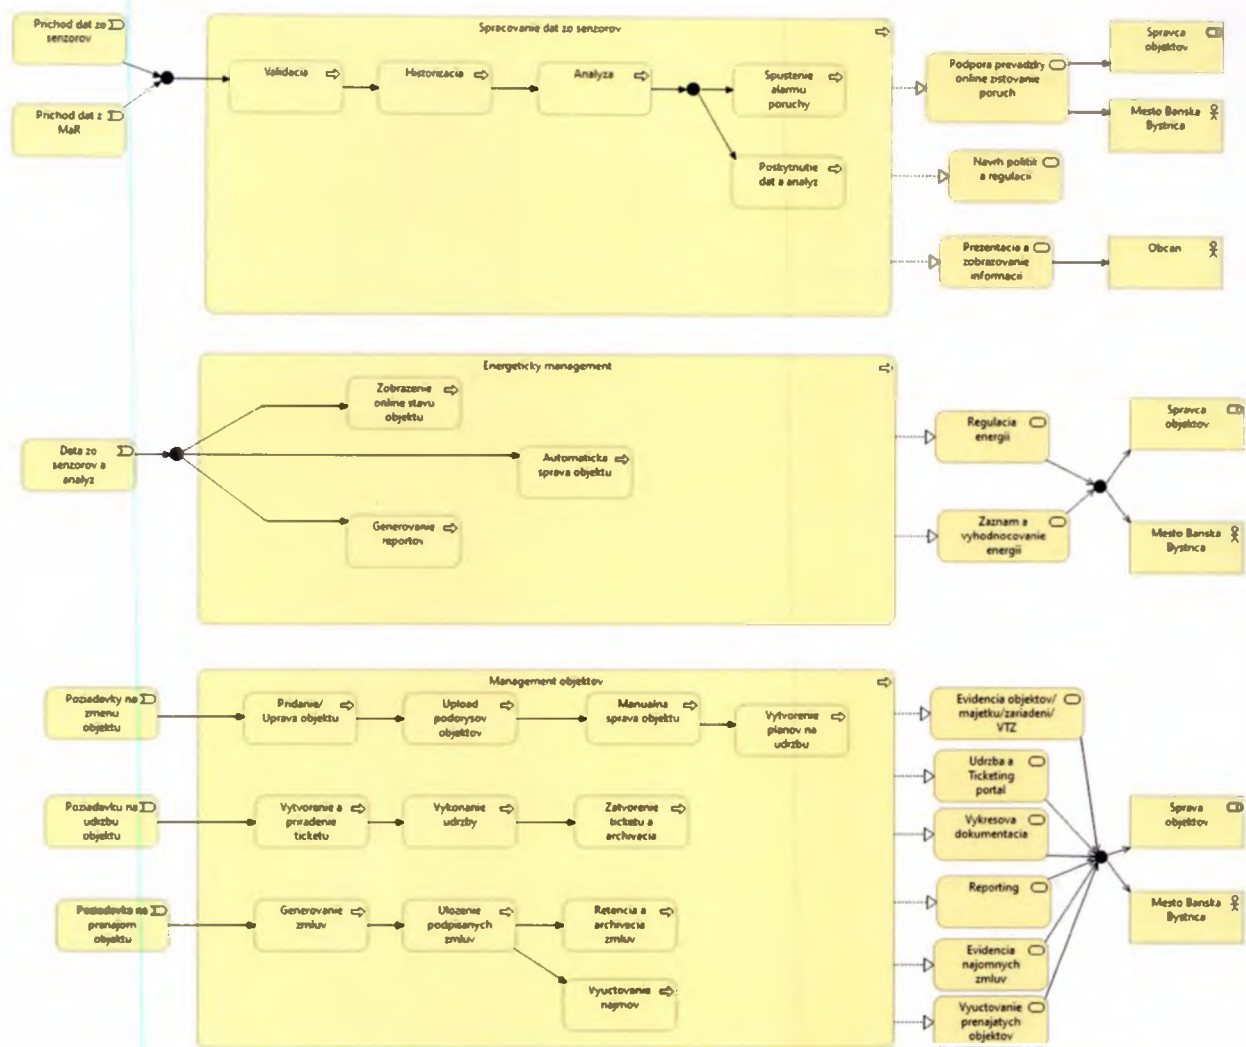 Prichod dat zo
senzorov
Prichod dat z
MaR
Spracovanie dat zo senzorov
Validacia
Historizacia
Analyza
Spustenie
alarmu
poruchy
Poskytnutie
dat a analyz
Podpora prevadzky
online zistovanie
poruch
Navrh politik
a regulacii
Prezentacia a
zobrazovanie
informacii
Spravca
objektov
Mesto Banska
Bystrica
Obcan
Energeticky management
Data zo
senzorov a
analyz
Zobrazenie
online stavu
objektu
Automaticka
sprava objektu
Generovanie
reportov
Regulacia
energii
Zaznam a
vyhodnocovanie
energii
Spravca
objektov
Mesto Banska
Bystrica
Management objektov
Poziadavky na
zmenu
objektu
Pridanie/
Uprava objektu
Upload
podorysov
objektov
Manualna
sprava objektu
Vytvorenie
planov na
udrzbu
Poziadavku na
udrzbu
objektu
Vytvorenie a
priradenie
ticketu
Vykonanie
udrzby
Zatvorenie
ticketu a
archivacia
Poziadavka na
prenajom
objektu
Generovanie
zmluv
Ulozenie
podpisanych
zmluv
Retencia a
archivacia
zmluv
Vyuctovanie
najmov
Evidencia objektov/
majetku/zariadeni/
VTZ
Udrzba a
Ticketing
portal
Vykresova
dokumentacia
Reporting
Evidencia
najomnych
zmluv
Vyuctovanie
prenajatych
objektov
Sprava
objektov
Mesto Banska
Bystrica